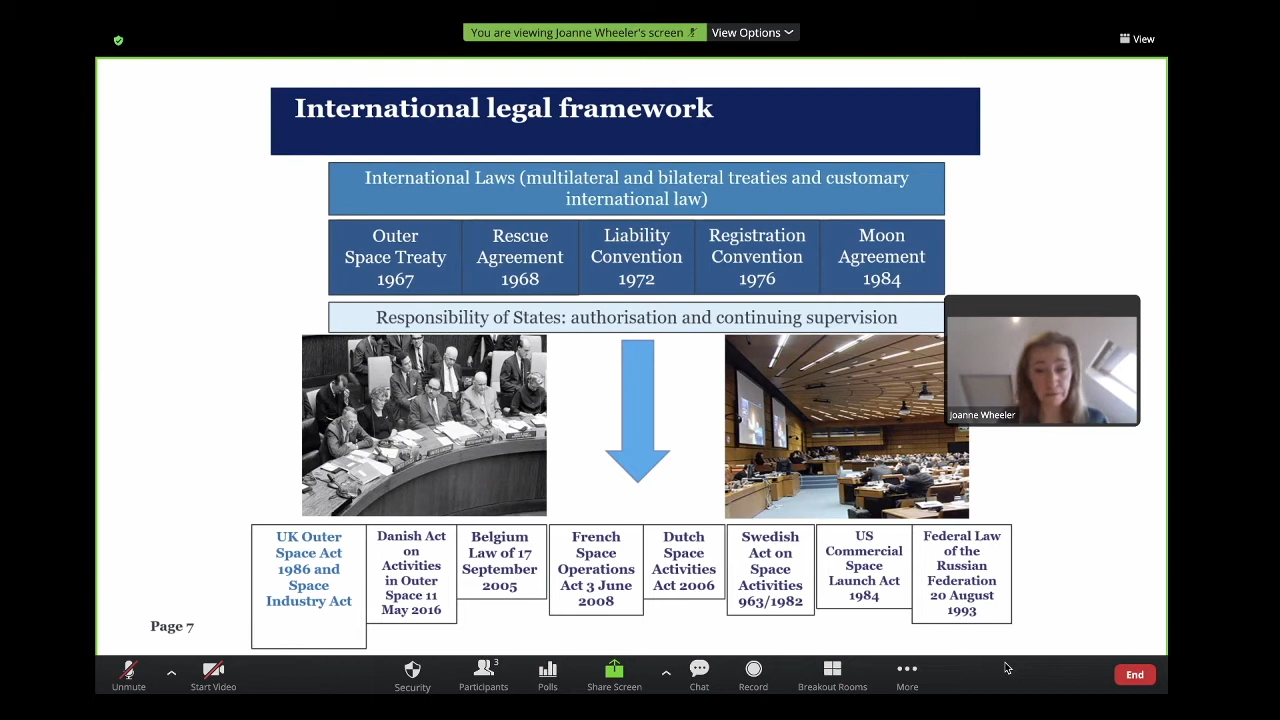 You are viewing Joanne Wheeler's screen
View Options
View
International legal framework
International Laws (multilateral and bilateral treaties and customary
international law)
Outer
Space Treaty
1967
Rescue
Agreement
1968
Liability
Convention
1972
Registration
Convention
1976
Moon
Agreement
1984
Responsibility of States: authorisation and continuing supervision
Joanne Wheeler
UK Outer
Space Act
1986 and
Space
Industry Act
Danish Act
on
Activities
in Outer
Space 11
May 2016
Belgium
Law of 17
September
2005
French
Space
Operations
Act 3 June
2008
Dutch
Space
Activities
Act 2006
Swedish
Act on
Space
Activities
963/1982
US
Commercial
Space
Launch Act
1984
Federal Law
of the
Russian
Federation
20 August
1993
Page 7
Unmute
Start Video
Security
3
Participants
Polls
Share Screen
Chat
Record
Breakout Rooms
More
End